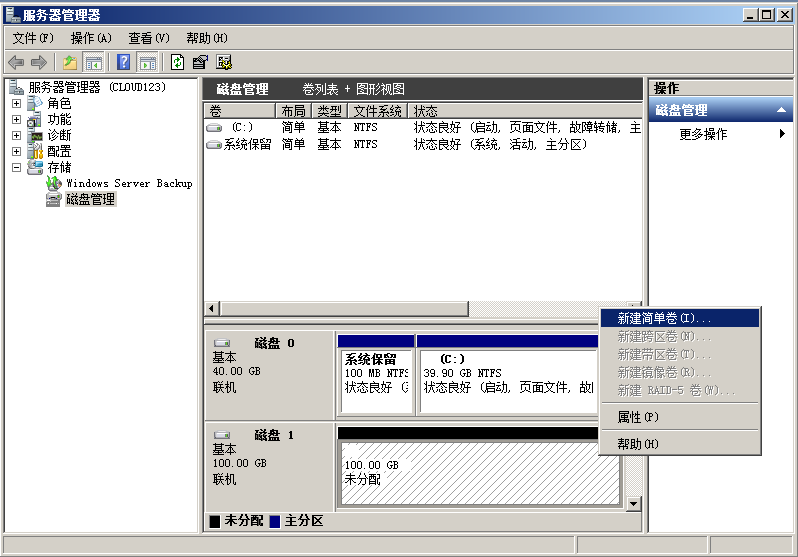 服务器管理器
文件(F) 操作(A) 查看(V) 帮助(H)
服务器管理器 (CLOUD123)
角色
功能
诊断
配置
存储
Windows Server Backup
磁盘管理
磁盘管理 卷列表 + 图形视图
卷 布局 类型 文件系统 状态
(C:) 简单 基本 NTFS 状态良好 (启动, 页面文件, 故障转储, 主
系统保留 简单 基本 NTFS 状态良好 (系统, 活动, 主分区)
磁盘 0
基本
40.00 GB
联机
系统保留
100 MB NTFS
状态良好 (
(C:)
39.90 GB NTFS
状态良好 (启动, 页面文件, 故
磁盘 1
基本
100.00 GB
联机
100.00 GB
未分配
未分配 主分区
操作
磁盘管理
更多操作
新建简单卷(I)...
新建跨区卷(N)...
新建带区卷(T)...
新建镜像卷(R)...
新建 RAID-5 卷(W)...
属性(P)
帮助(H)